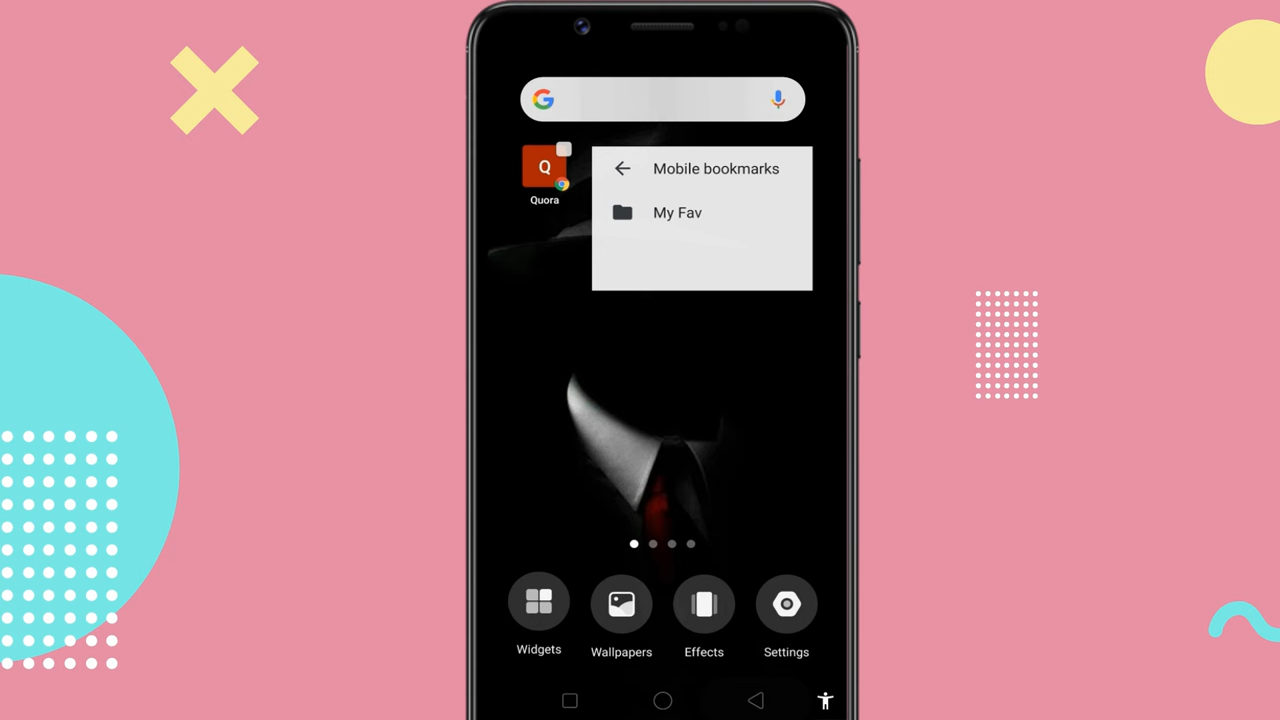 Mobile bookmarks
Q
Quora
My Fav
Widgets
Wallpapers
Effects
Settings